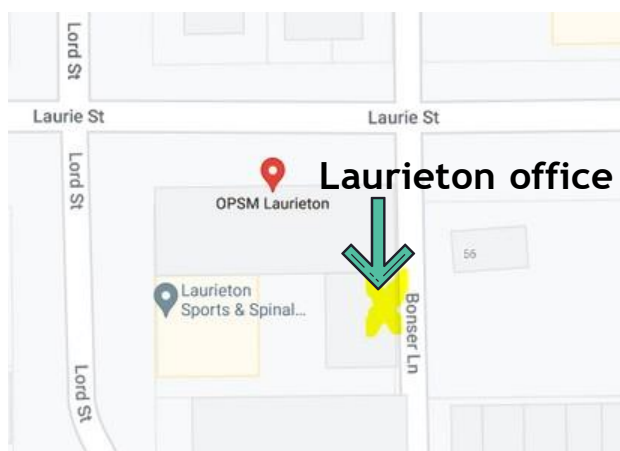 Lord St
Laurie St
Laurie St
Lord St
OPSM Laurieton
Laurieton office
56
Laurieton
Sports & Spinal...
Bonser Ln
Lord St